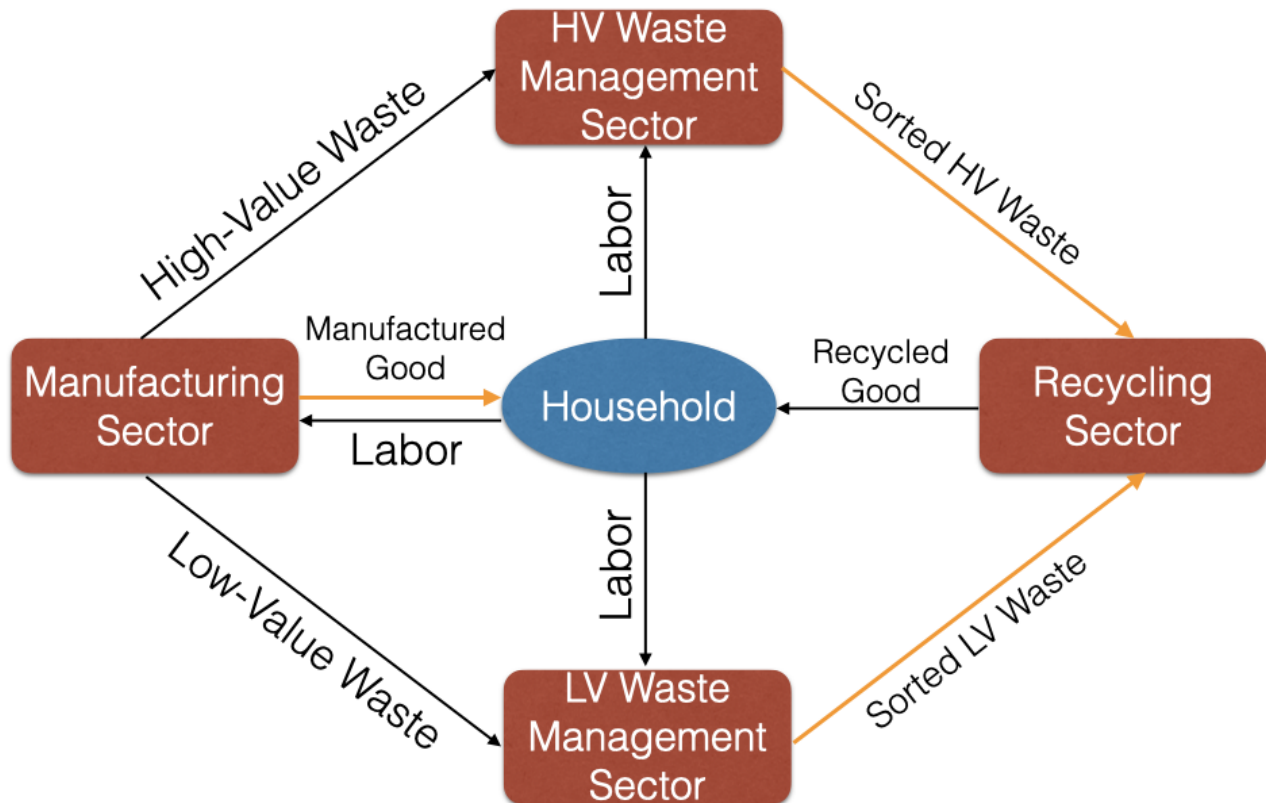 HV Waste
Management
Sector
High-Value Waste
Sorted HV Waste
Labor
Manufactured
Good
Recycled
Good
Manufacturing
Sector
Household
Recycling
Sector
Labor
Labor
Low-Value Waste
Sorted LV Waste
LV Waste
Management
Sector